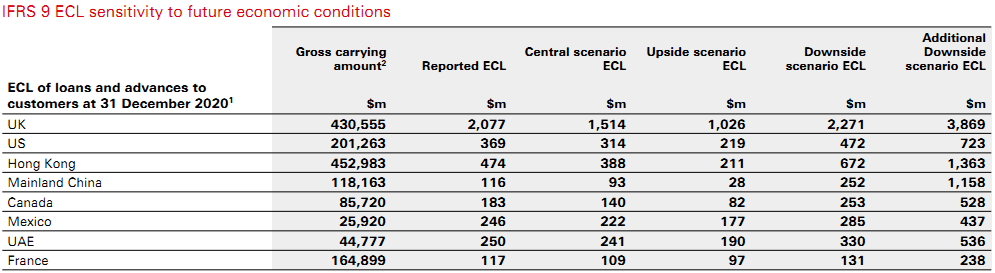 IFRS 9 ECL sensitivity to future economic conditions
Gross carrying amount2 Reported ECL Central scenario ECL Upside scenario ECL Downside scenario ECL Additional Downside scenario ECL
ECL of loans and advances to
customers at 31 December 20201 $m $m $m $m $m $m
UK 430,555 2,077 1,514 1,026 2,271 3,869
US 201,263 369 314 219 472 723
Hong Kong 452,983 474 388 211 672 1,363
Mainland China 118,163 116 93 28 252 1,158
Canada 85,720 183 140 82 253 528
Mexico 25,920 246 222 177 285 437
UAE 44,777 250 241 190 330 536
France 164,899 117 109 97 131 238